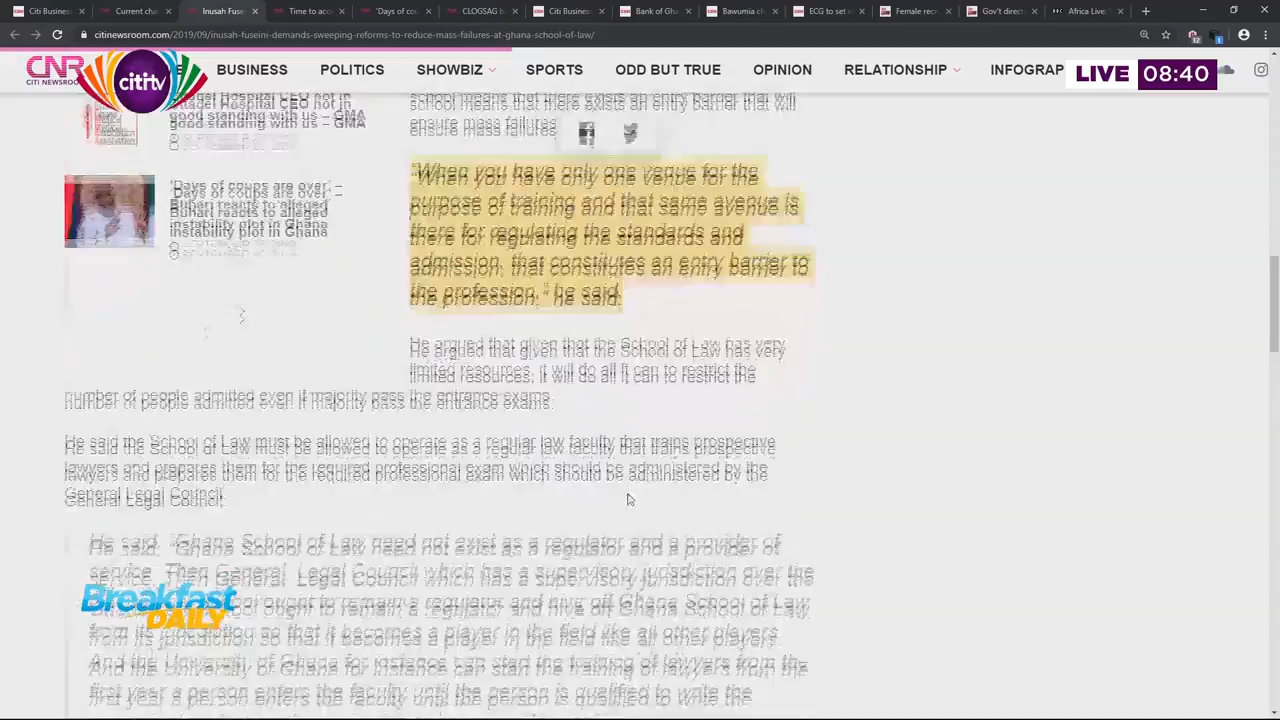 Citi Busines
Current cha
Inusah Fuse
Time to acc
"Days of cou
CLOGSAG b
Citi Business
Bank of Gha
Bawumia ch
ECG to set
Female recr
Gov't direct
Africa Live:
citinewsroom.com/2019/09/inusah-fuseini-demands-sweeping-reforms-to-reduce-mass-failures-at-ghana-school-of-law/
CNR
CITI NEWSROO
citi tv
BUSINESS
POLITICS
SHOWBIZ
SPORTS
ODD BUT TRUE
OPINION
RELATIONSHIP
INFOGRAP
LIVE 08:40
Hospital CEO not in
good standing with us – GMA
'Days of coups are over' –
Buhari reacts to alleged
instability plot in Ghana
school means that there exists an entry barrier that will
ensure mass failures
"When you have only one venue for the
purpose of training and that same avenue is
there for regulating the standards and
admission, that constitutes an entry barrier to
the profession," he said.
He argued that given that the School of Law has very
limited resources, it will do all it can to restrict the
number of people admitted even if majority pass the entrance exams.
He said the School of Law must be allowed to operate as a regular law faculty that trains prospective
lawyers and prepares them for the required professional exam which should be administered by the
General Legal Council.
He said, "Ghana School of Law need not exist as a regulator and a provider of
service. Then General Legal Council which has a supervisory jurisdiction over the
ought to remain a regulator and give off Ghana School of Law
from its jurisdiction so that it becomes a player in the field like all other players.
And the University of Ghana for instance can start the training of lawyers from the
first year a person enters the faculty until the person is qualified to write the
Breakfast
DAILY